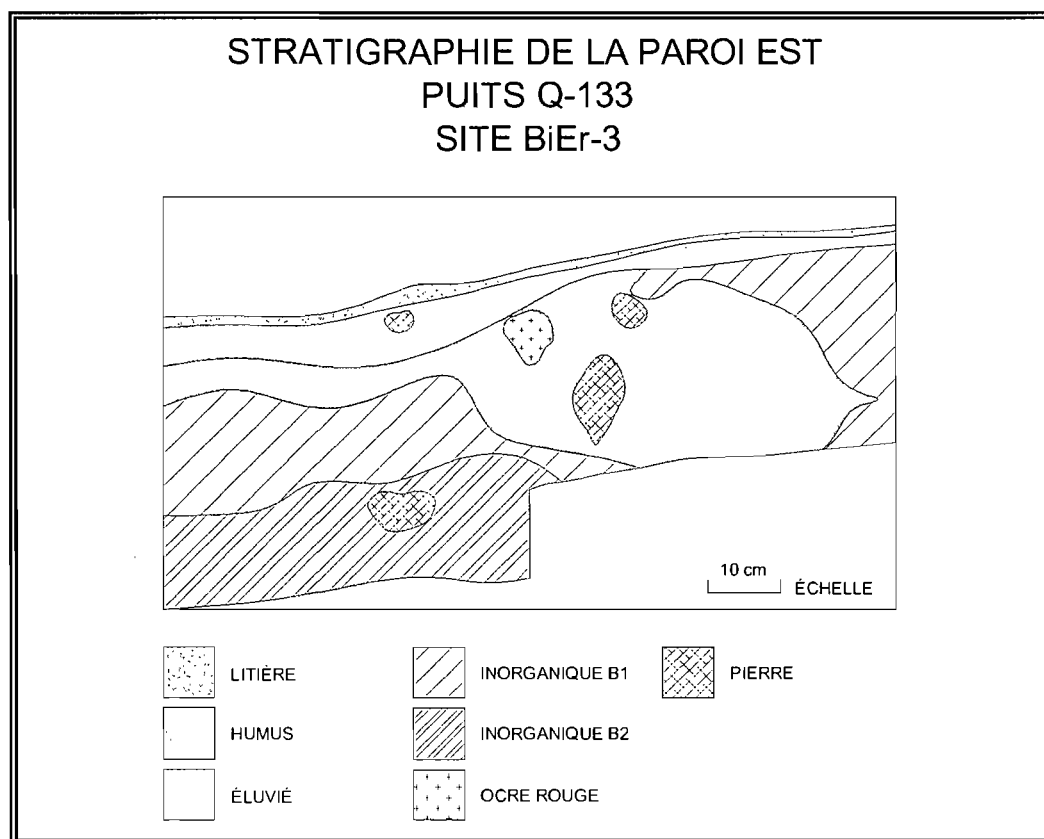 STRATIGRAPHIE DE LA PAROI EST
PUITS Q-133
SITE BiEr-3
10 cm
ÉCHELLE
LITIÈRE
HUMUS
ÉLUVIÉ
INORGANIQUE B1
INORGANIQUE B2
OCRE ROUGE
PIERRE